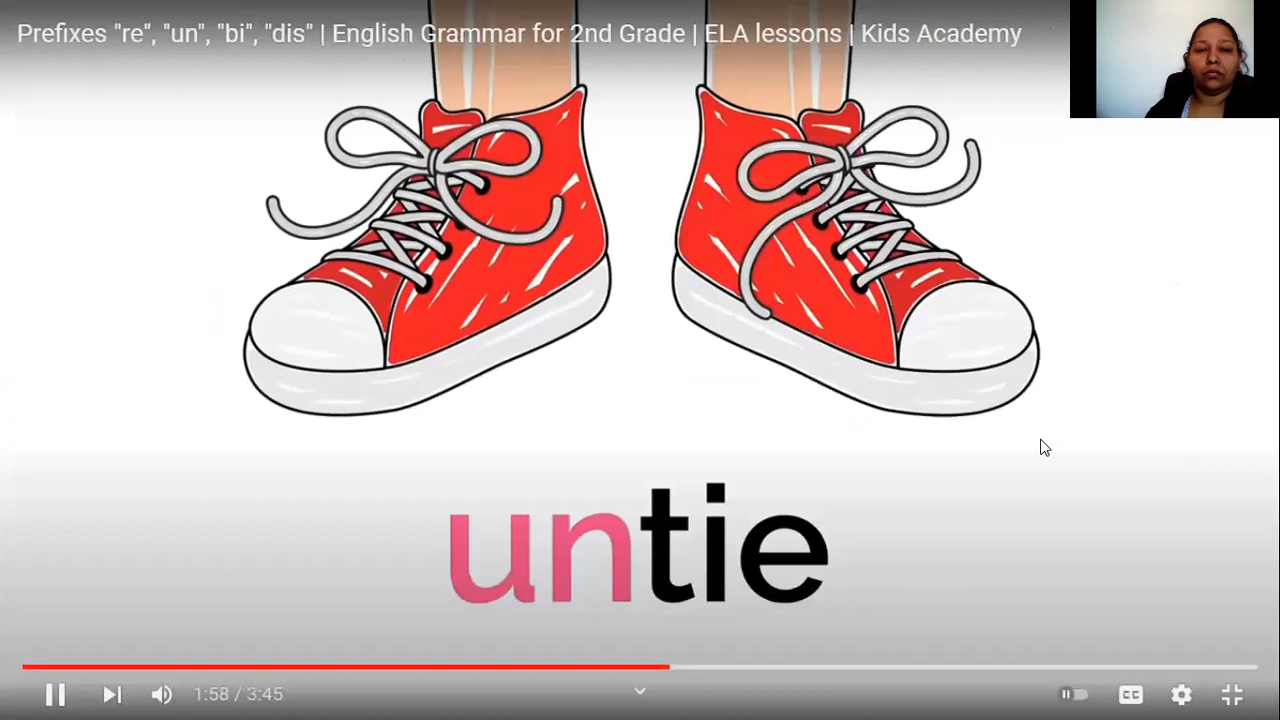 Prefixes "re", "un", "bi", "dis" | English Grammar for 2nd Grade | ELA lessons | Kids Academy
untie
1:58 / 3:45
CC